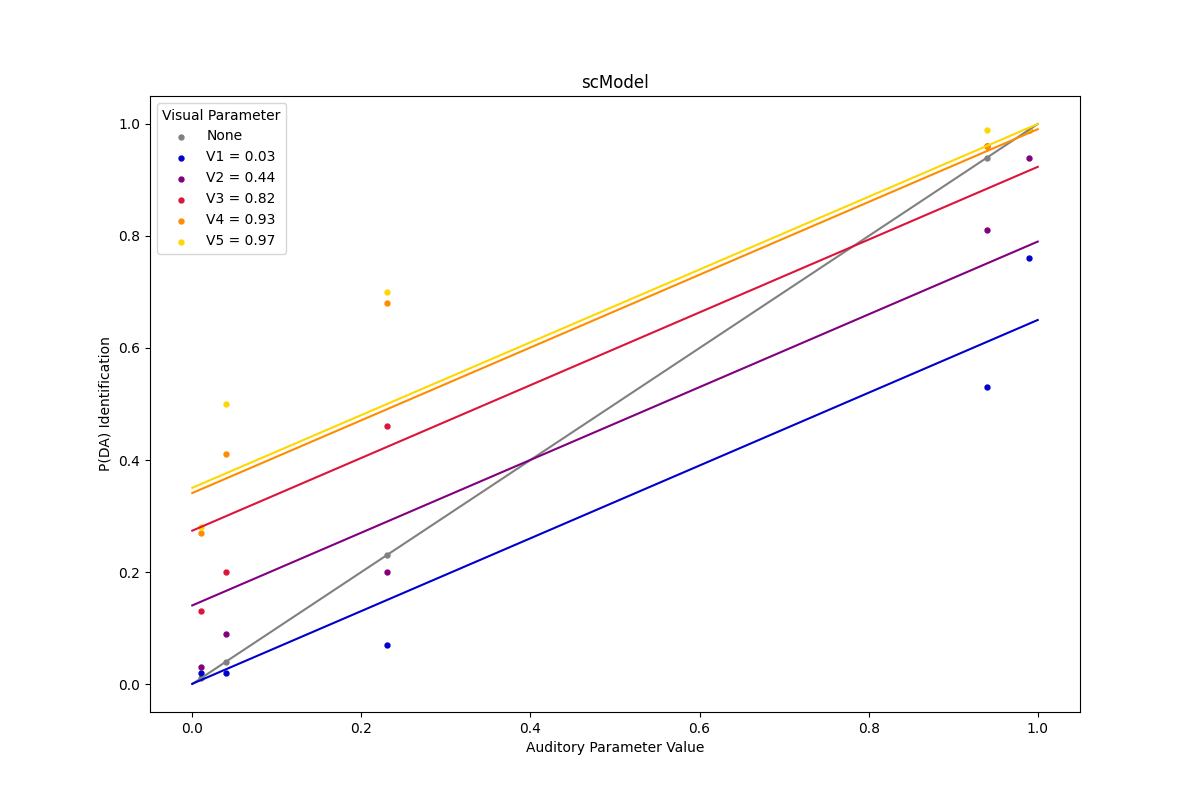 scModel
Visual Parameter
None
V1 = 0.03
V2 = 0.44
V3 = 0.82
V4 = 0.93
V5 = 0.97
1.0
0.8
0.6
0.4
0.2
0.0
P(DA) Identification
0.0 0.2 0.4 0.6 0.8 1.0
Auditory Parameter Value